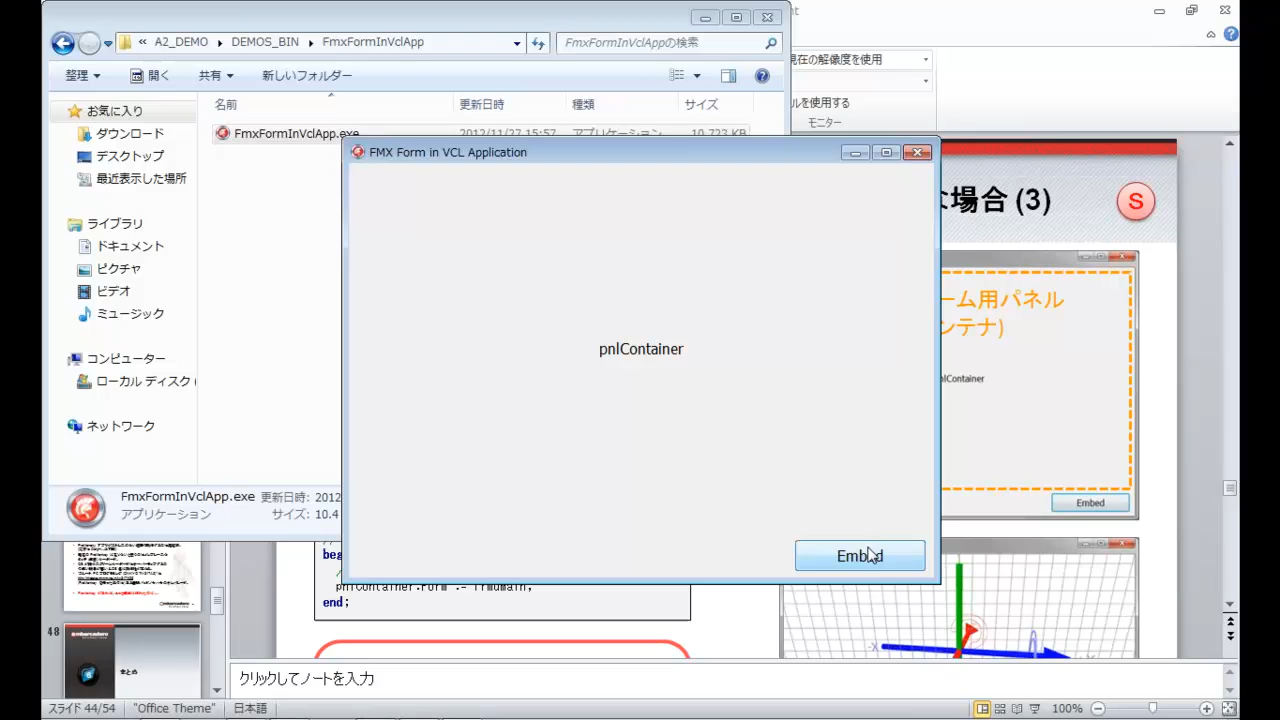 A2_DEMO
DEMOS_BIN
FmxFormInVclApp
FmxFormInVclAppの検索
整理
開く
共有
新しいフォルダー
お気に入り
ダウンロード
デスクトップ
最近表示した場所
ライブラリ
ドキュメント
ピクチャ
ビデオ
ミュージック
コンピューター
ローカル ディスク (
ネットワーク
名前
更新日時
種類
サイズ
FmxFormInVclApp.exe
2012/11/27 15:57
アプリケーション
10,723 KB
FmxFormInVclApp.exe 更新日時: 2012
アプリケーション
サイズ: 10.4
FMX Form in VCL Application
pnlContainer
Embed
現在の解像度を使用
ルを使用する
モニター
な場合 (3)
S
ーム用パネル
ンテナ)
nlContainer
Embed
-X
beg
pnlContainer.Form := frmdMain;
end;
48
embarcadero
まとめ
クリックしてノートを入力
スライド 44/54
"Office Theme"
日本語
100%